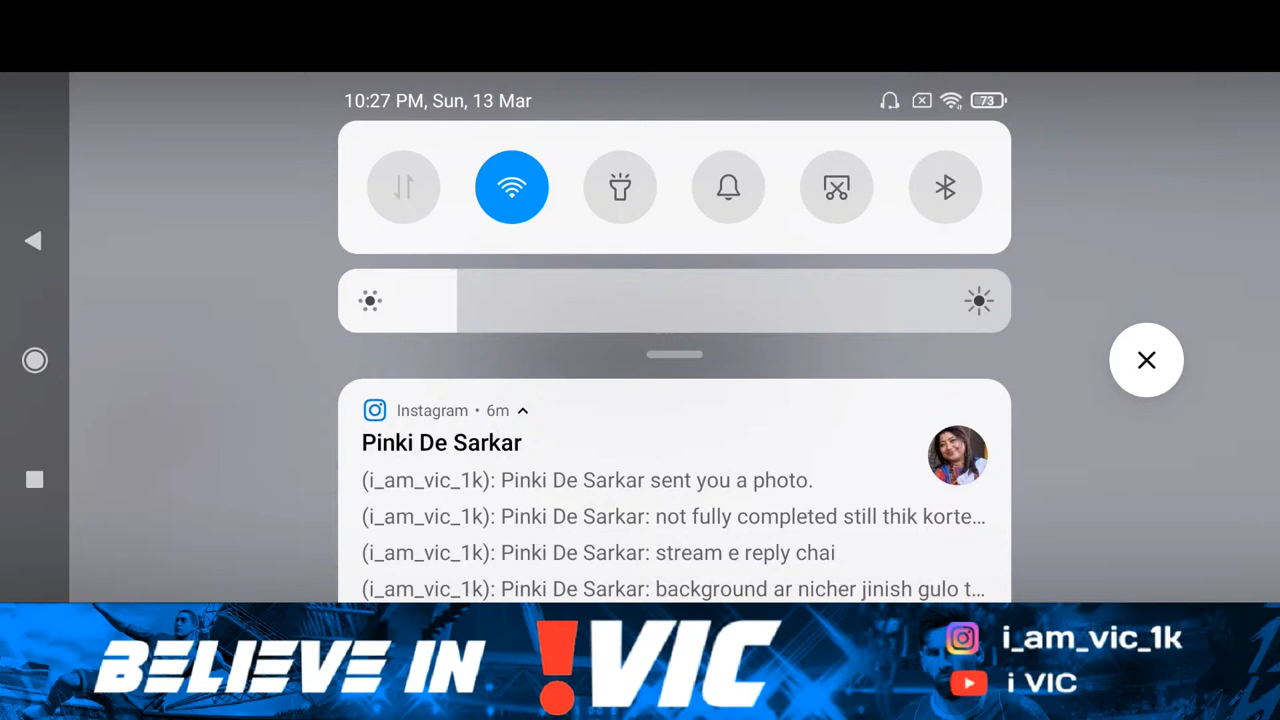 10:27 PM, Sun, 13 Mar
73
Instagram • 6m
Pinki De Sarkar
(i_am_vic_1k): Pinki De Sarkar sent you a photo.
(i_am_vic_1k): Pinki De Sarkar: not fully completed still thik korte...
(i_am_vic_1k): Pinki De Sarkar: stream e reply chai
(i_am_vic_1k): Pinki De Sarkar: background ar nicher jinish gulo t...
BELIEVE IN !VIC
i_am_vic_1k
i VIC